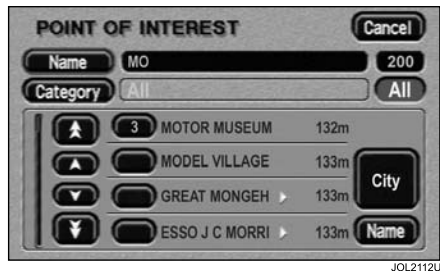 POINT OF INTEREST Cancel
Name MO 200
Category All All
3 MOTOR MUSEUM 132m
MODEL VILLAGE 133m
City
GREAT MONGEH 133m
ESSO J C MORRI 133m Name
JOL2112U